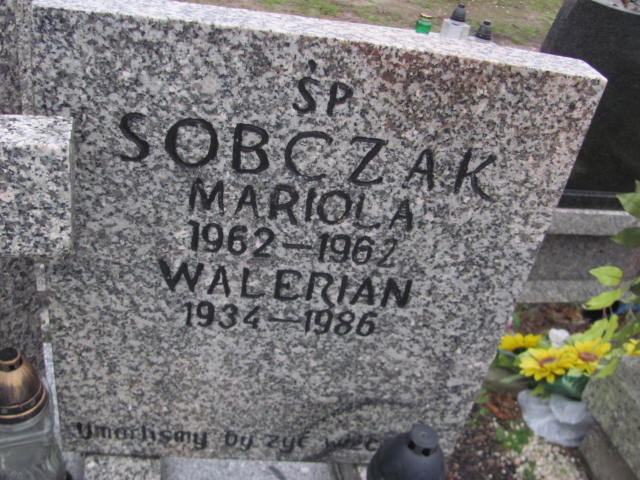 ŚP
SOBCZAK
MARIOLA
1962-1962
WALERIAN
1934-1986
Umarliśmy by żyć